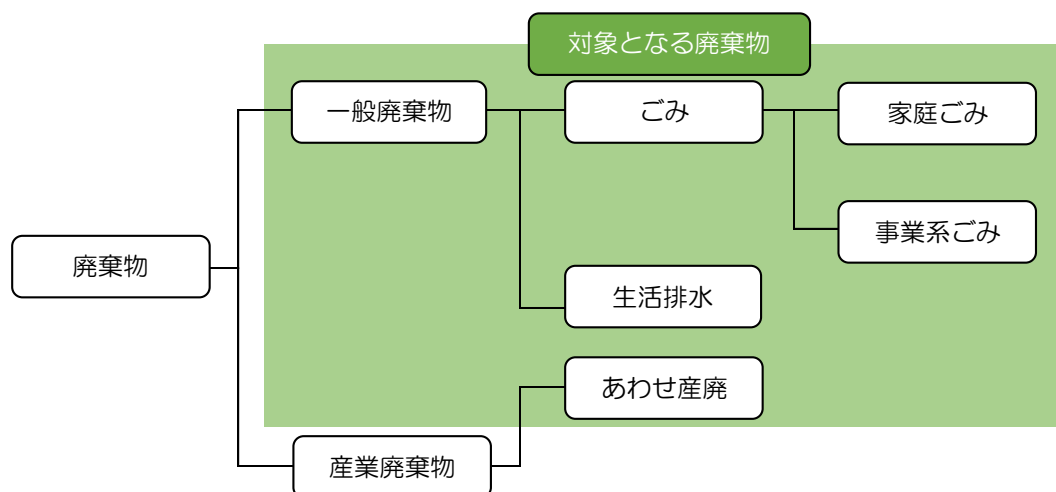 対象となる廃棄物
一般廃棄物
ごみ
家庭ごみ
事業系ごみ
廃棄物
生活排水
あわせ産廃
産業廃棄物